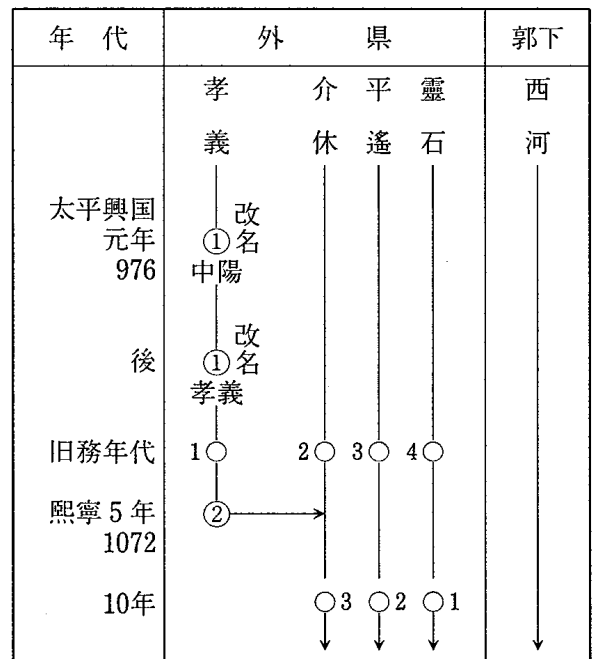 年 代 外 県 郭下
孝義 介休 平遙 靈石 西河
太平興国
元年
976
① 改名
中陽
後 ① 改名
孝義
旧務年代 1○ 2○ 3○ 4○
熙寧5年
1072
②
10年 ○3 ○2 ○1